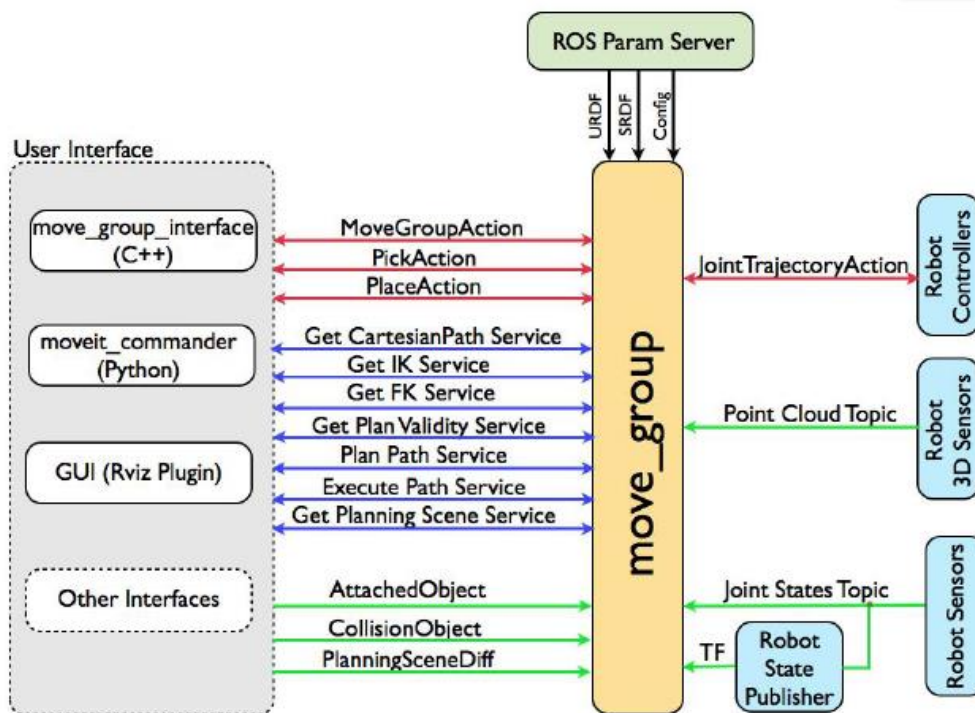 ROS Param Server
URDF
SRDF
Config
User Interface
move_group_interface
(C++)
moveit_commander
(Python)
GUI (Rviz Plugin)
Other Interfaces
MoveGroupAction
PickAction
PlaceAction
Get CartesianPath Service
Get IK Service
Get FK Service
Get Plan Validity Service
Plan Path Service
Execute Path Service
Get Planning Scene Service
AttachedObject
CollisionObject
PlanningSceneDiff
move_group
JointTrajectoryAction
Point Cloud Topic
Joint States Topic
TF
Robot
State
Publisher
Robot
Controllers
Robot
3D Sensors
Robot Sensors